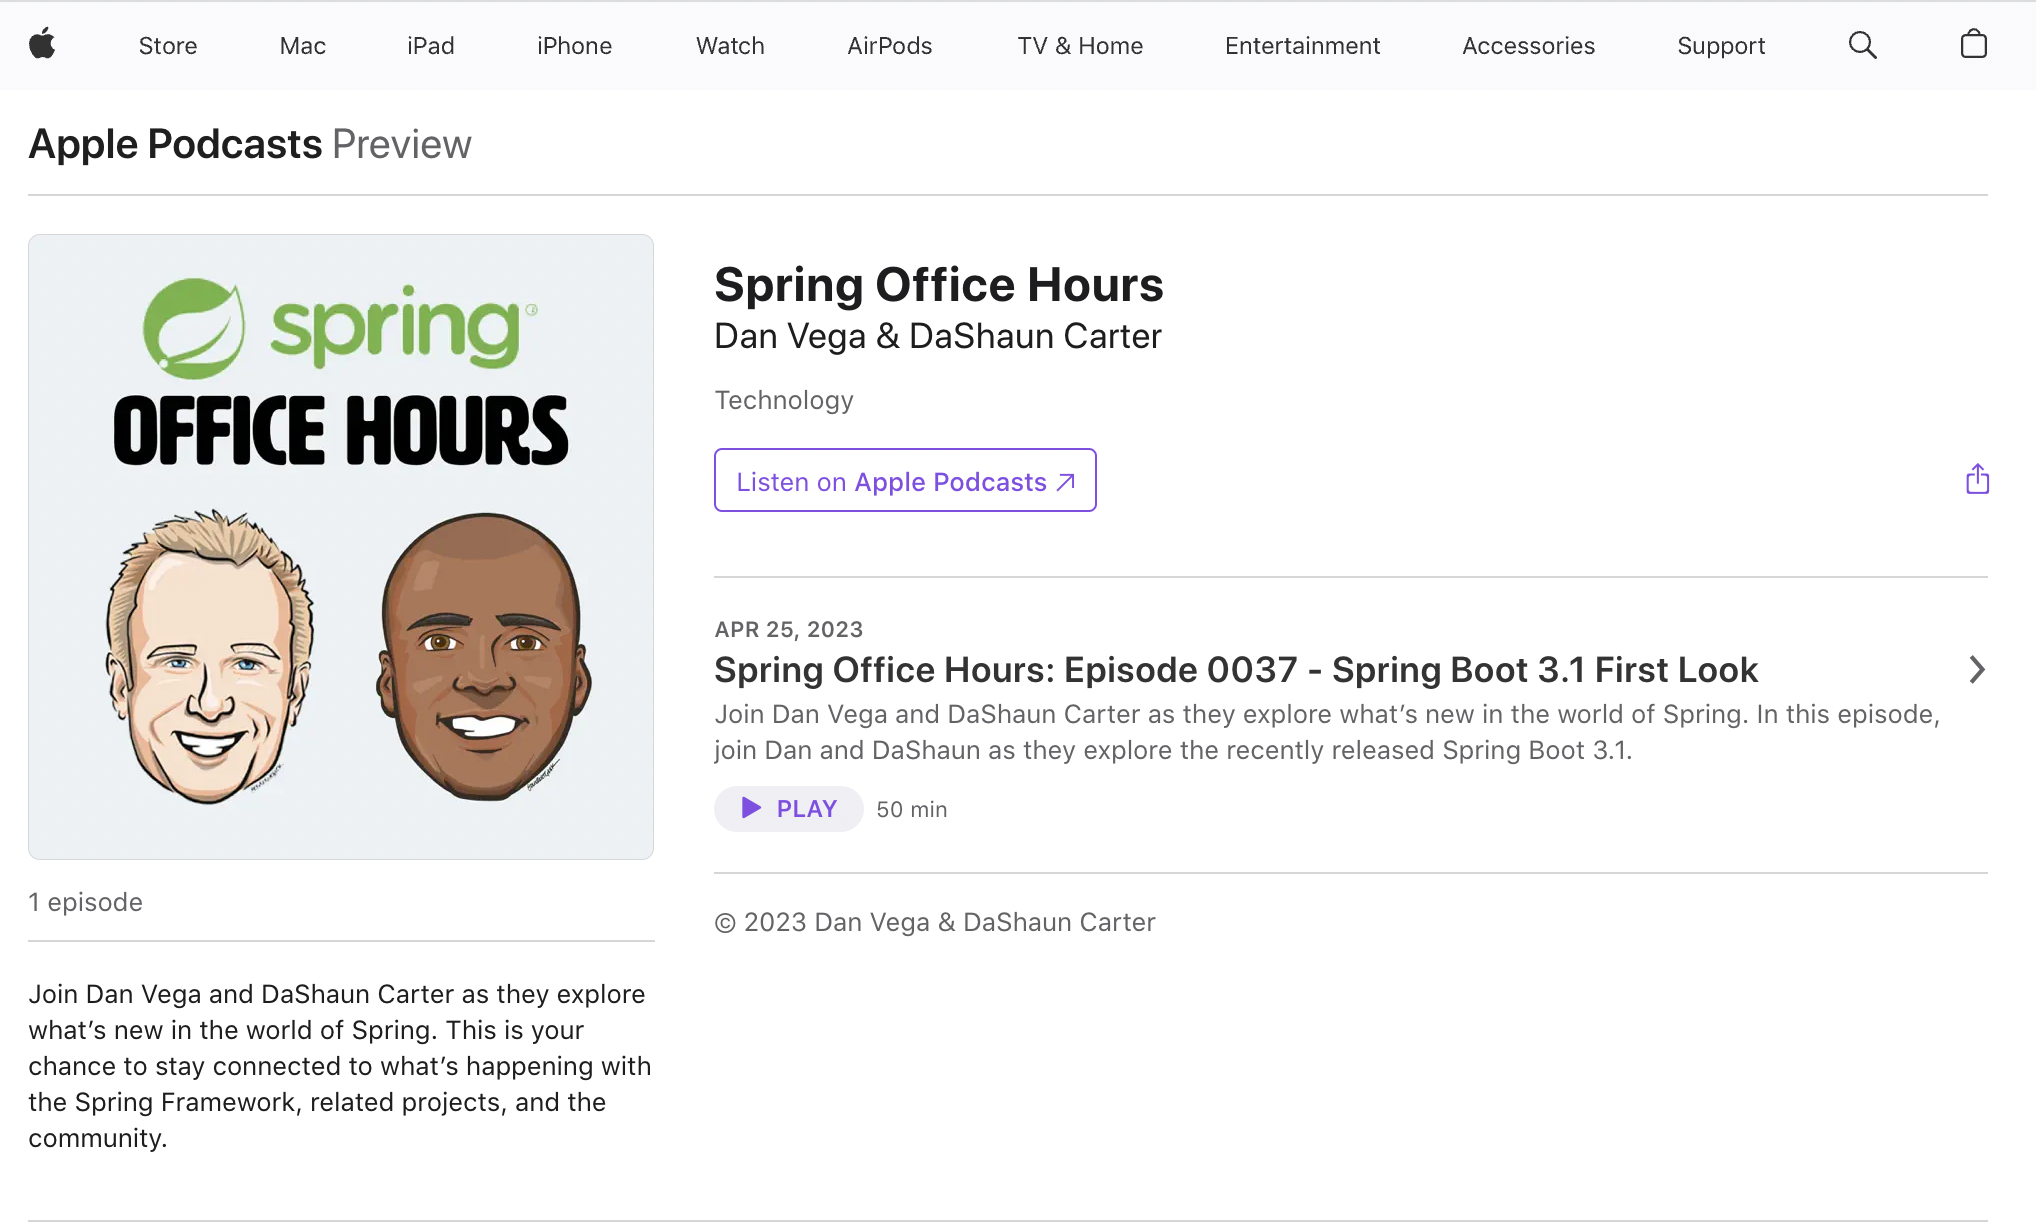 Store Mac iPad iPhone Watch AirPods TV & Home Entertainment Accessories Support
Apple Podcasts Preview
spring
OFFICE HOURS
1 episode
Join Dan Vega and DaShaun Carter as they explore
what’s new in the world of Spring. This is your
chance to stay connected to what’s happening with
the Spring Framework, related projects, and the
community.
Spring Office Hours
Dan Vega & DaShaun Carter
Technology
Listen on Apple Podcasts ↗
APR 25, 2023
Spring Office Hours: Episode 0037 - Spring Boot 3.1 First Look
Join Dan Vega and DaShaun Carter as they explore what’s new in the world of Spring. In this episode,
join Dan and DaShaun as they explore the recently released Spring Boot 3.1.
PLAY 50 min
© 2023 Dan Vega & DaShaun Carter